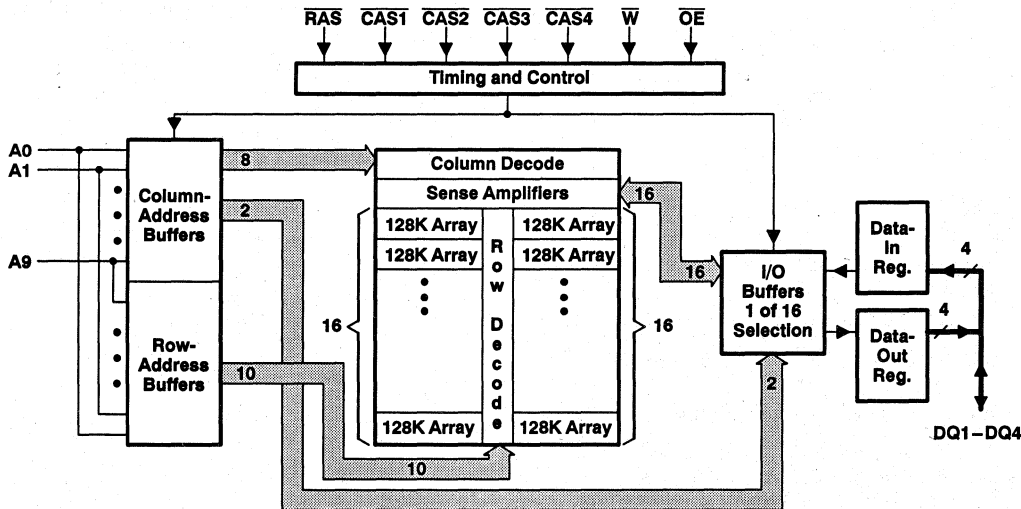 RAS CAS1 CAS2 CAS3 CAS4 W OE
Timing and Control
A0
A1
A9
Column-
Address
Buffers
Row-
Address
Buffers
8
2
10
10
Column Decode
Sense Amplifiers
128K Array
128K Array
128K Array
128K Array
128K Array
128K Array
Row Decode
16
16
16
16
I/O
Buffers
1 of 16
Selection
2
Data-
In
Reg.
4
Data-
Out
Reg.
4
DQ1–DQ4